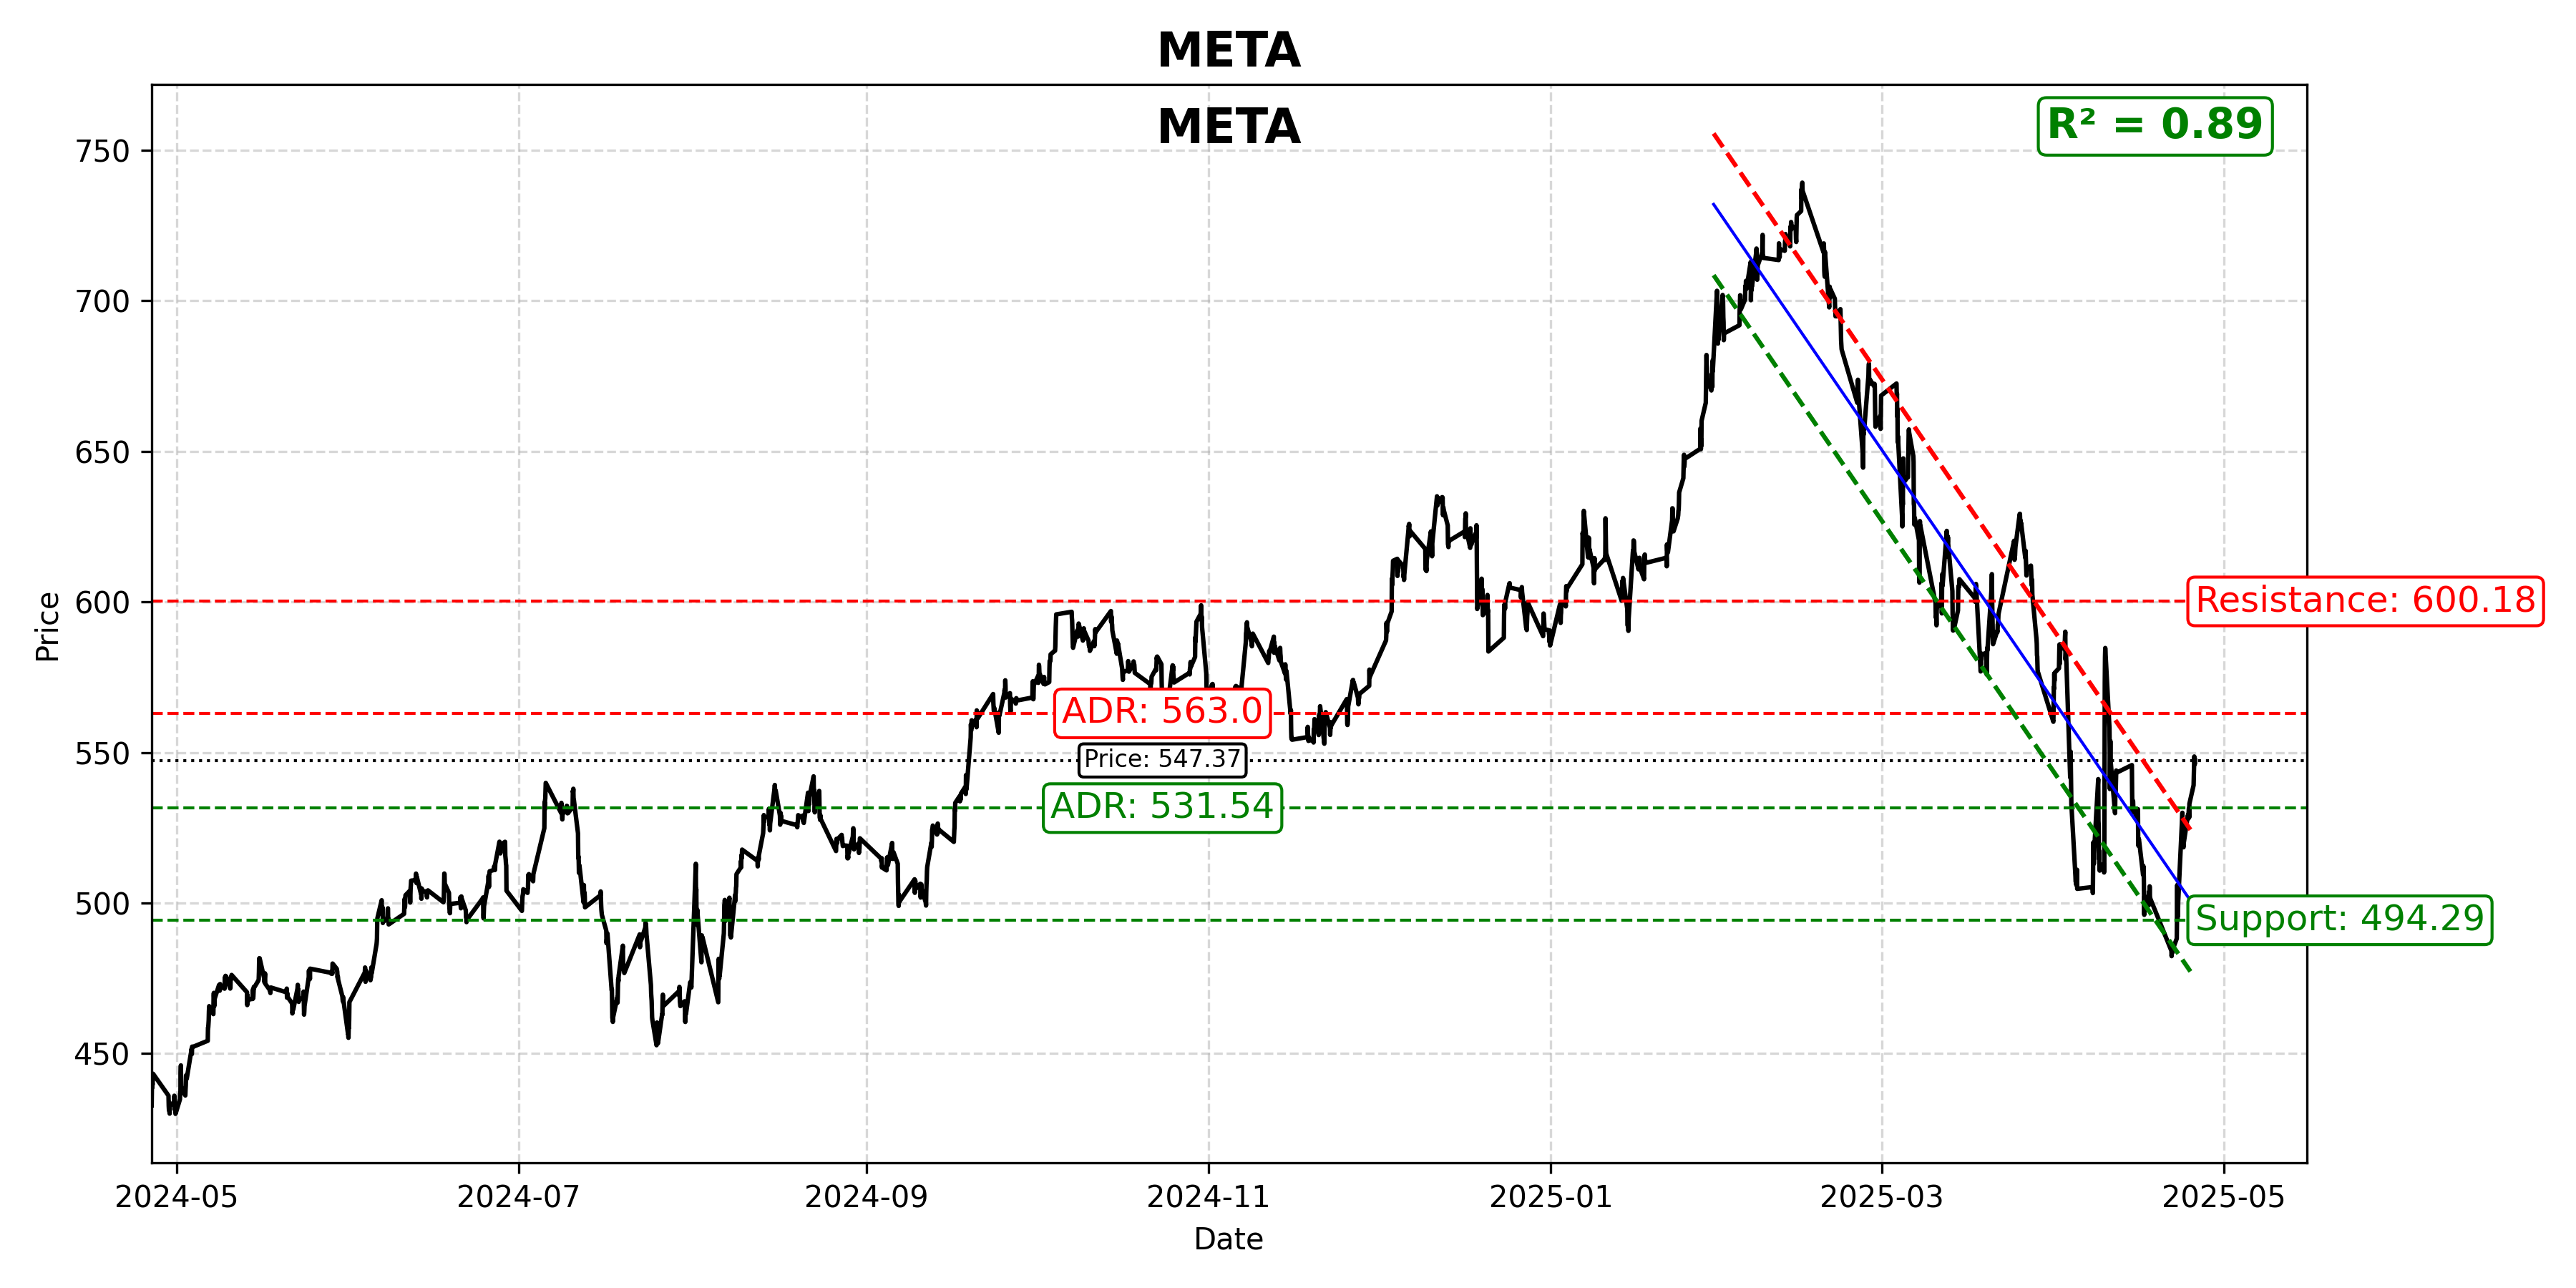 META
META
R² = 0.89
750
700
650
600
550
500
450
Price
Resistance: 600.18
ADR: 563.0
Price: 547.37
ADR: 531.54
Support: 494.29
2024-05
2024-07
2024-09
2024-11
2025-01
2025-03
2025-05
Date